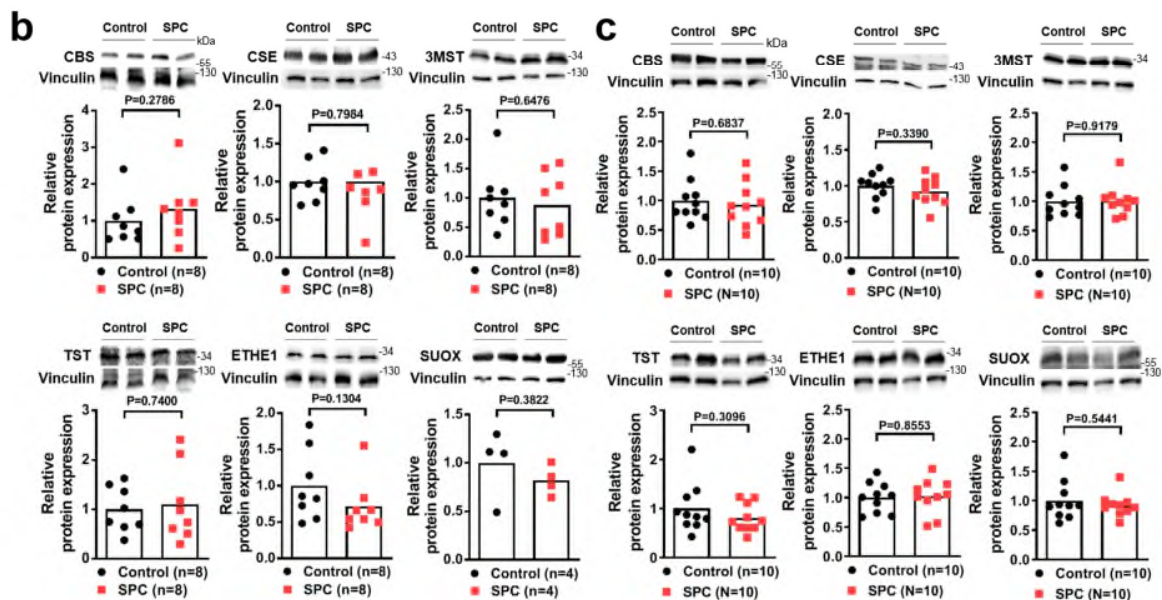 b
Control SPC
kDa
CBS
-55
Vinculin
-130
P=0.2786
Relative
protein expression
4
3
2
1
0
Control (n=8)
SPC (n=8)
Control SPC
CSE
-43
Vinculin
-130
P=0.7984
Relative
protein expression
2.0
1.5
1.0
0.5
0.0
Control (n=8)
SPC (n=8)
Control SPC
3MST
-34
Vinculin
-130
P=0.6476
Relative
protein expression
2.5
2.0
1.5
1.0
0.5
0.0
Control (n=8)
SPC (n=8)
Control SPC
TST
-34
Vinculin
-130
P=0.7400
Relative
protein expression
3
2
1
0
Control (n=8)
SPC (n=8)
Control SPC
ETHE1
-34
Vinculin
-130
P=0.1304
Relative
protein expression
2.0
1.5
1.0
0.5
0.0
Control (n=8)
SPC (n=8)
Control SPC
SUOX
-55
Vinculin
-130
P=0.3822
Relative
protein expression
1.5
1.0
0.5
0.0
Control (n=4)
SPC (n=4)
c
Control SPC
kDa
CBS
-55
Vinculin
-130
P=0.6837
Relative
protein expression
2.5
2.0
1.5
1.0
0.5
0.0
Control (n=10)
SPC (N=10)
Control SPC
CSE
-43
Vinculin
-130
P=0.3390
Relative
protein expression
2.0
1.5
1.0
0.5
0.0
Control (n=10)
SPC (N=10)
Control SPC
3MST
-34
Vinculin
-130
P=0.9179
Relative
protein expression
2.5
2.0
1.5
1.0
0.5
0.0
Control (n=10)
SPC (N=10)
Control SPC
TST
-34
Vinculin
-130
P=0.3096
Relative
protein expression
3
2
1
0
Control (n=10)
SPC (N=10)
Control SPC
ETHE1
-34
Vinculin
-130
P=0.8553
Relative
protein expression
2.5
2.0
1.5
1.0
0.5
0.0
Control (n=10)
SPC (N=10)
Control SPC
SUOX
-55
Vinculin
-130
P=0.5441
Relative
protein expression
2.5
2.0
1.5
1.0
0.5
0.0
Control (n=10)
SPC (N=10)